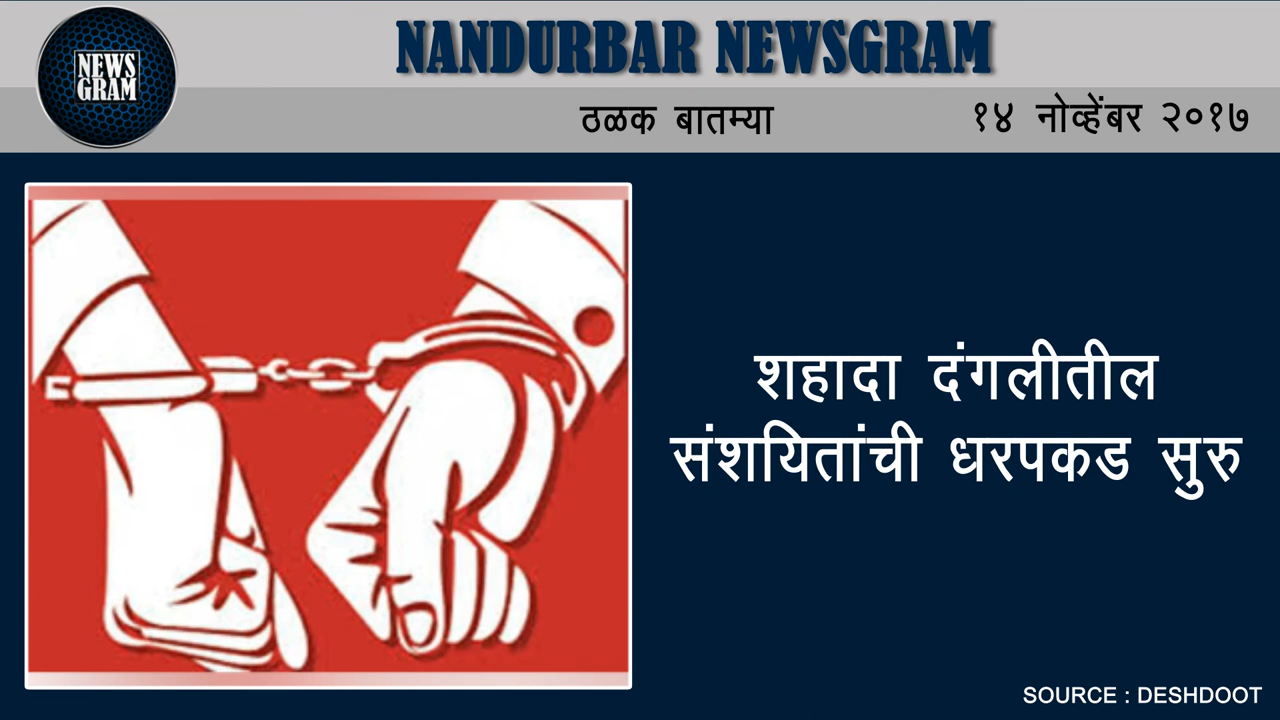 NEWS
GRAM
NANDURBAR NEWSGRAM
ठळक बातम्या
१४ नोव्हेंबर २०१७
शहादा दंगलीतील
संशयितांची धरपकड सुरु
SOURCE : DESHDOOT